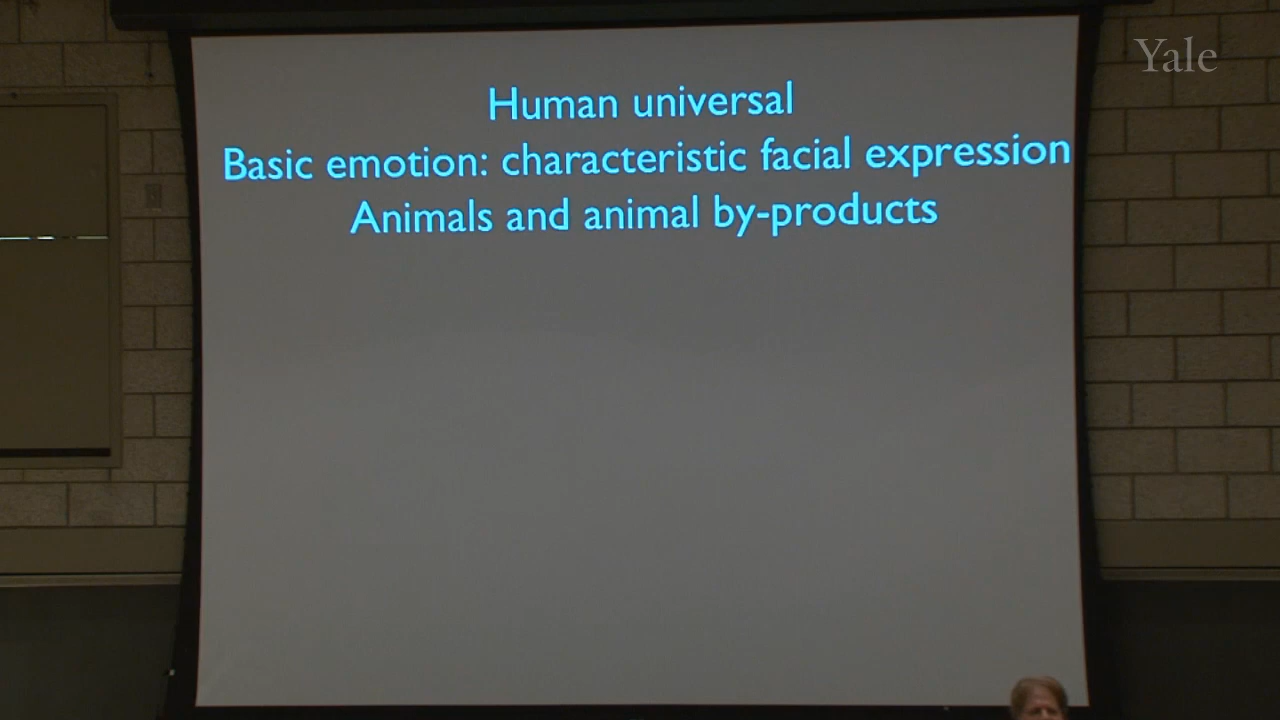 Yale
Human universal
Basic emotion: characteristic facial expression
Animals and animal by-products